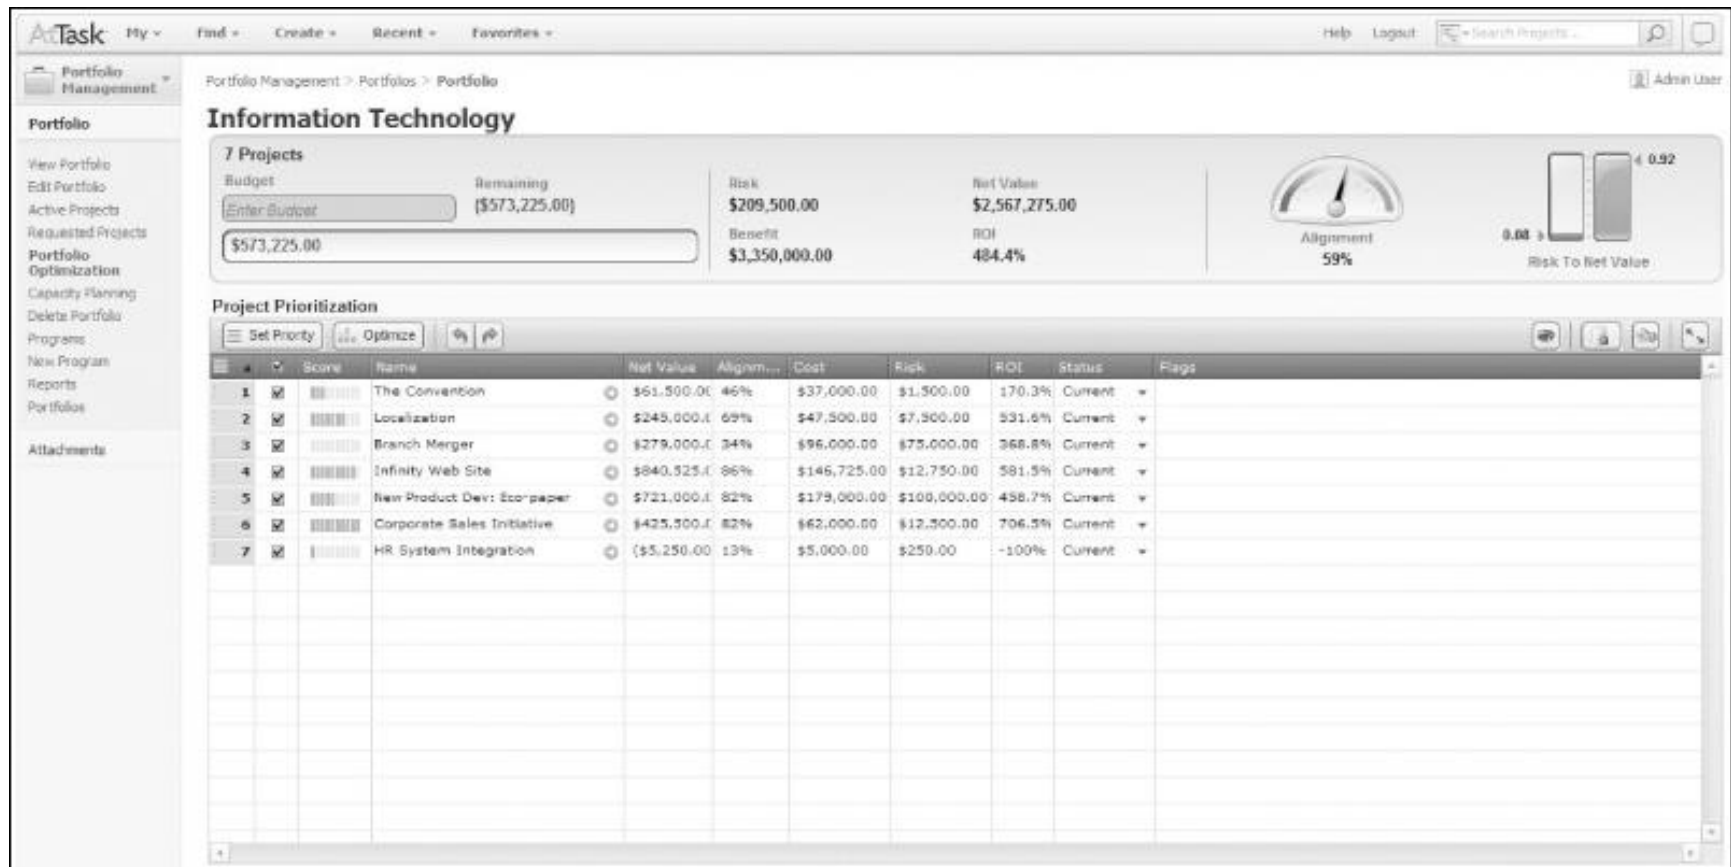 AtTask My Find Create Recent Favorites Help Logout Search Projects ...
Portfolio Management
Portfolio Management > Portfolios > Portfolio
Admin User
Portfolio
Information Technology
View Portfolio
Edit Portfolio
Active Projects
Requested Projects
Portfolio Optimization
Capacity Planning
Delete Portfolio
Programs
New Program
Reports
Portfolios
Attachments
7 Projects
Budget Remaining
Enter Budget ($573,225.00)
$573,225.00
Risk Net Value
$209,500.00 $2,567,275.00
Benefit ROI
$3,350,000.00 484.4%
Alignment
59%
0.92
0.08
Risk To Net Value
Project Prioritization
Set Priority Optimize
Score Name Net Value Alignm... Cost Risk ROI Status Flags
1 The Convention $61,500.00 46% $37,000.00 $1,500.00 170.3% Current
2 Localization $245,000.0 69% $47,500.00 $7,500.00 531.6% Current
3 Branch Merger $279,000.0 34% $96,000.00 $75,000.00 368.8% Current
4 Infinity Web Site $840,525.0 86% $146,725.00 $12,750.00 581.5% Current
5 New Product Dev: Eco-paper $721,000.0 82% $179,000.00 $100,000.00 458.7% Current
6 Corporate Sales Initiative $425,500.0 82% $62,000.00 $12,500.00 706.5% Current
7 HR System Integration ($5,250.00 13% $5,000.00 $250.00 -100% Current